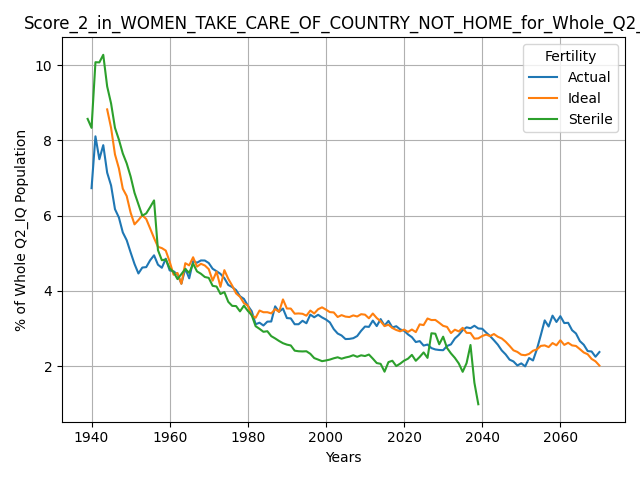 Score_2_in_WOMEN_TAKE_CARE_OF_COUNTRY_NOT_HOME_for_Whole_Q2_
Fertility
Actual
Ideal
Sterile
% of Whole Q2_IQ Population
10
8
6
4
2
1940 1960 1980 2000 2020 2040 2060
Years